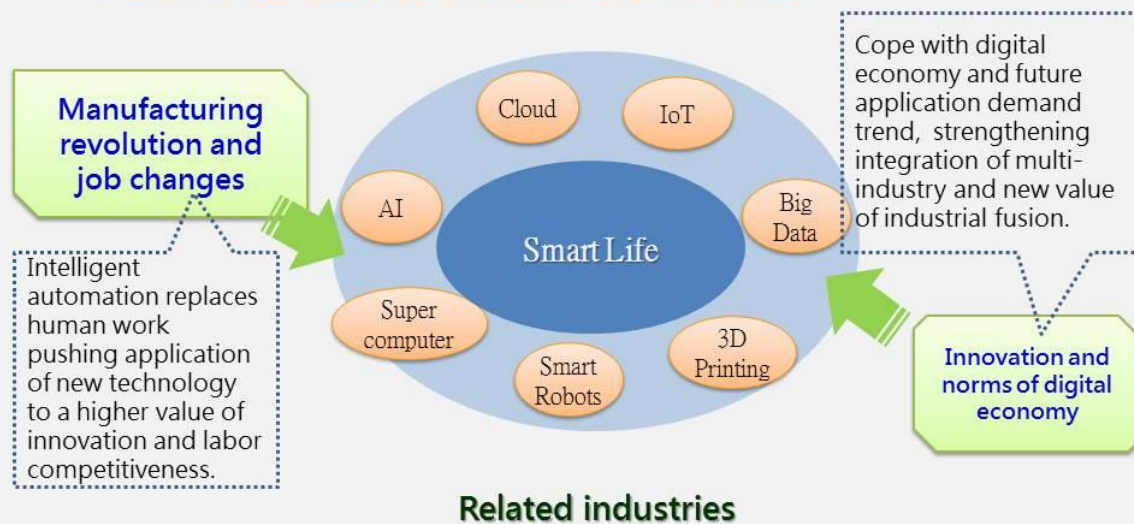 Manufacturing
revolution and
job changes
Intelligent
automation replaces
human work
pushing application
of new technology
to a higher value of
innovation and labor
competitiveness.
Cloud
IoT
AI
Big
Data
Smart Life
Super
computer
Smart
Robots
3D
Printing
Cope with digital
economy and future
application demand
trend, strengthening
integration of multi-
industry and new value
of industrial fusion.
Innovation and
norms of digital
economy
Related industries